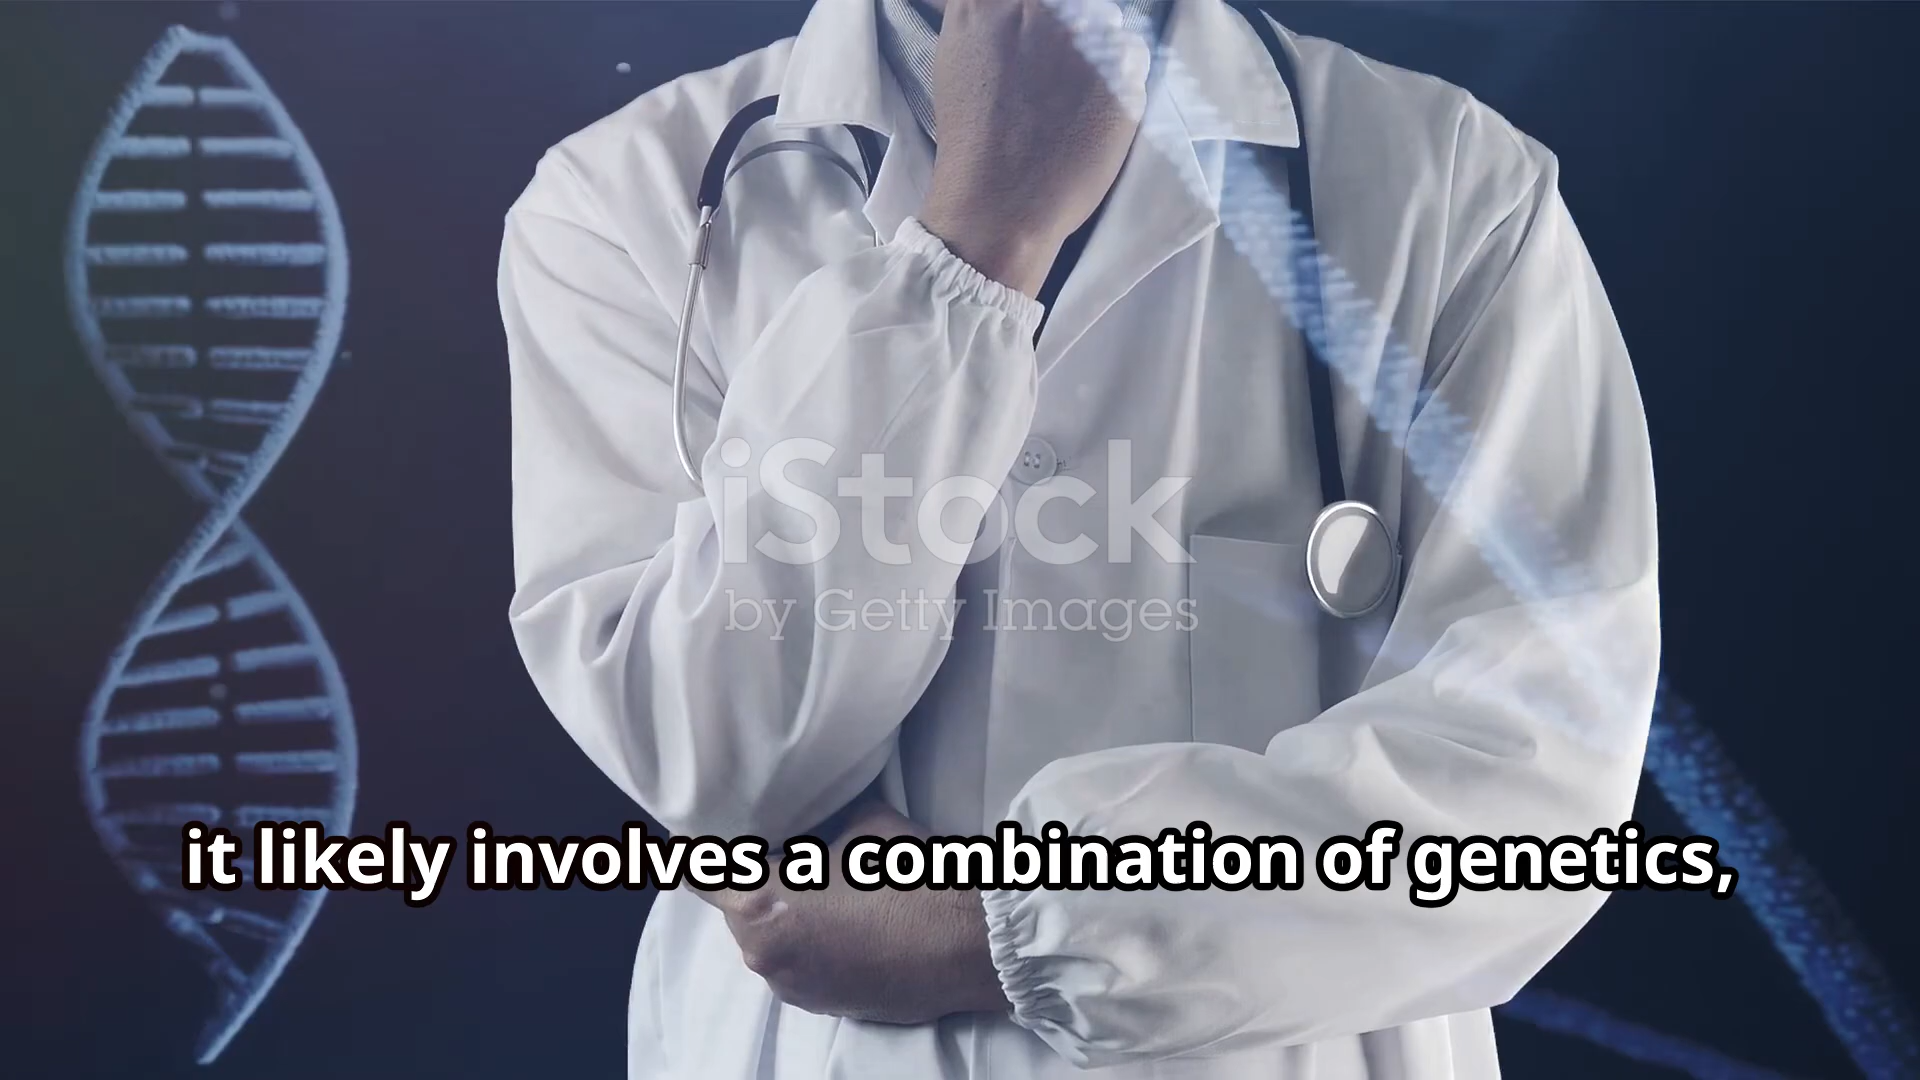 iStock
by Getty Images
it likely involves a combination of genetics,